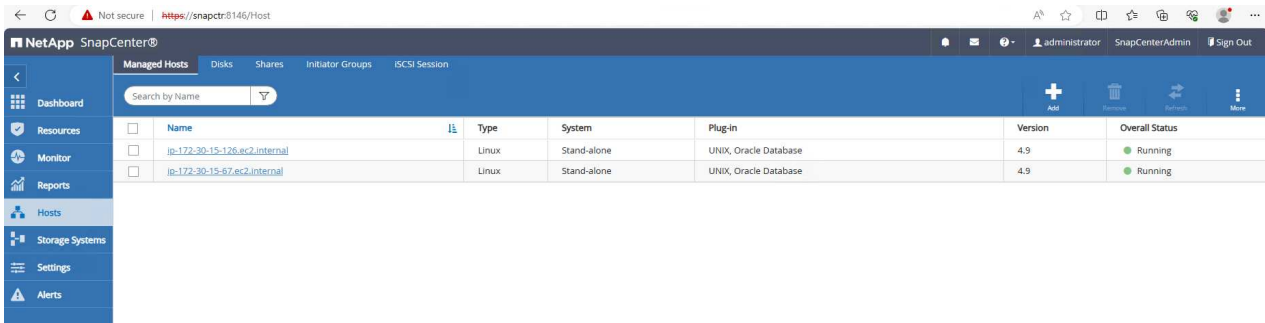 Not secure | https://snapctr:8146/Host
NetApp SnapCenter®
administrator SnapCenterAdmin Sign Out
Managed Hosts Disks Shares Initiator Groups iSCSI Session
Search by Name
Add Remove Refresh More
Dashboard
Resources
Monitor
Reports
Hosts
Storage Systems
Settings
Alerts
Name Type System Plug-in Version Overall Status
ip-172-30-15-126.ec2.internal Linux Stand-alone UNIX, Oracle Database 4.9 Running
ip-172-30-15-67.ec2.internal Linux Stand-alone UNIX, Oracle Database 4.9 Running